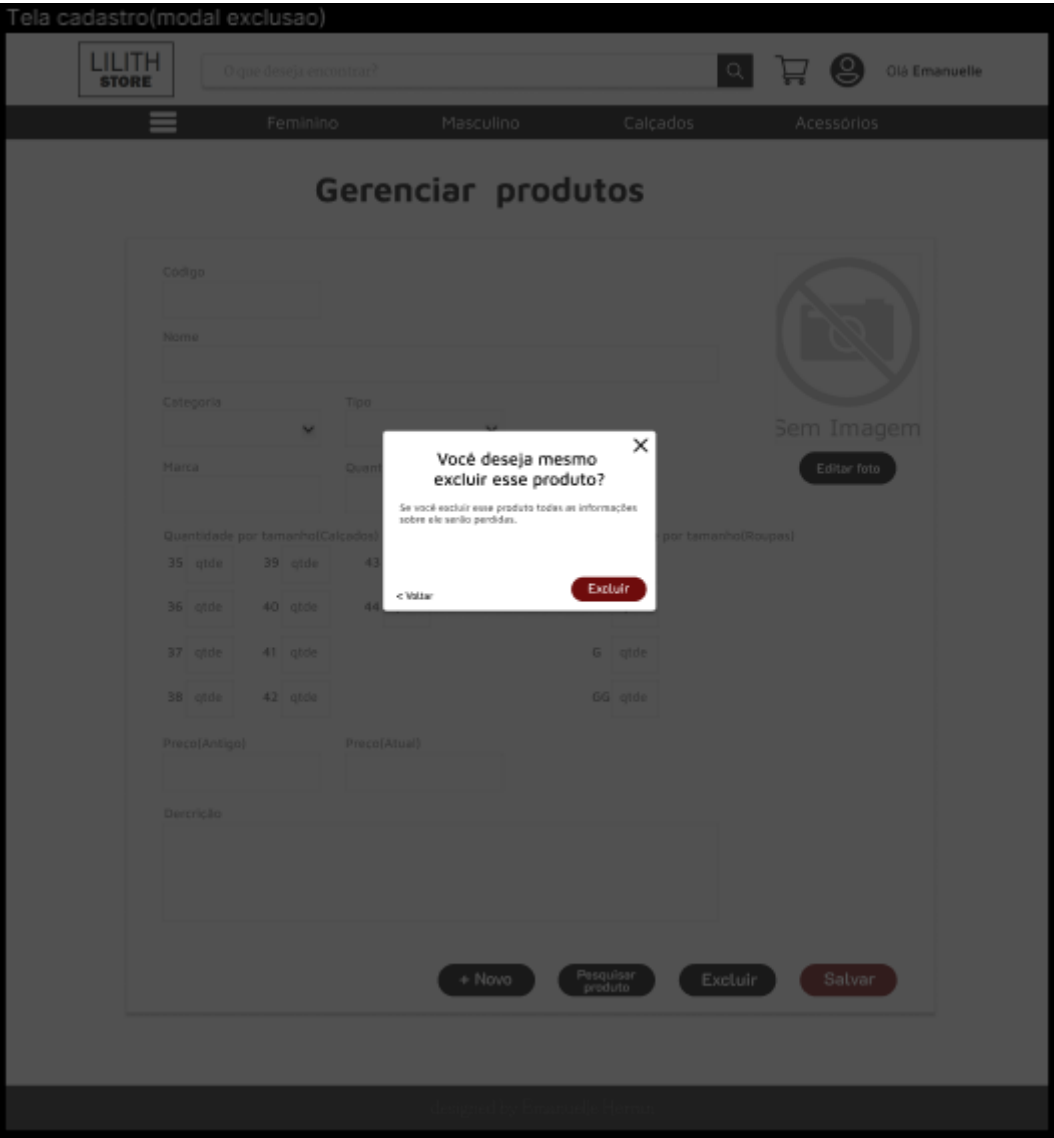 Tela cadastro(modal exclusao)
LILITH
STORE
O que deseja encontrar?
Olá Emanuelle
Feminino Masculino Calçados Acessórios
Gerenciar produtos
Código
Nome
Categoria Tipo
Sem Imagem
Editar foto
Marca
Você deseja mesmo
excluir esse produto?
Se você excluir esse produto todas as informações
sobre ele serão perdidas.
< Voltar
Excluir
Quantidade por tamanho(Calçados) por tamanho(Roupas)
35 qtde 39 qtde 43
36 qtde 40 qtde 44
37 qtde 41 qtde G qtde
38 qtde 42 qtde GG qtde
Preco(Antigo) Preco(Atual)
+ Novo
Pesquisar
produto
Excluir
Salvar